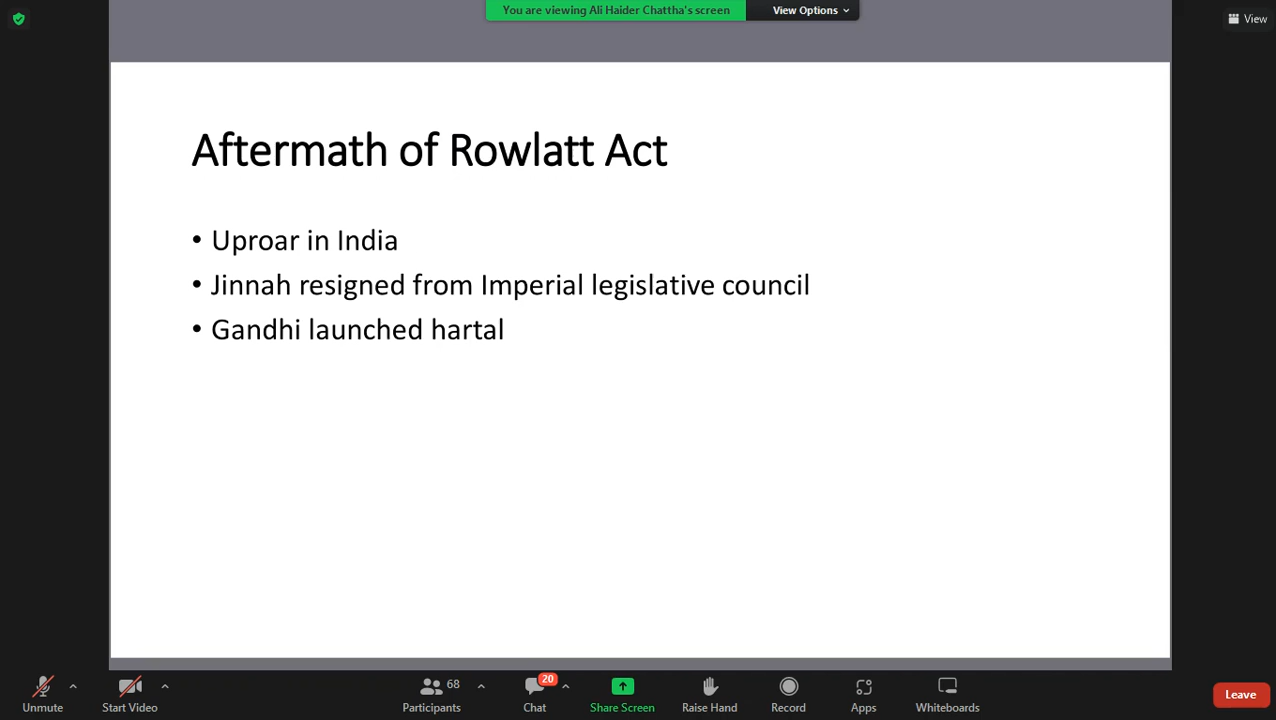 You are viewing Ali Haider Chattha's screen View Options
View
Aftermath of Rowlatt Act
• Uproar in India
• Jinnah resigned from Imperial legislative council
• Gandhi launched hartal
68
20
Unmute Start Video Participants Chat Share Screen Raise Hand Record Apps Whiteboards Leave